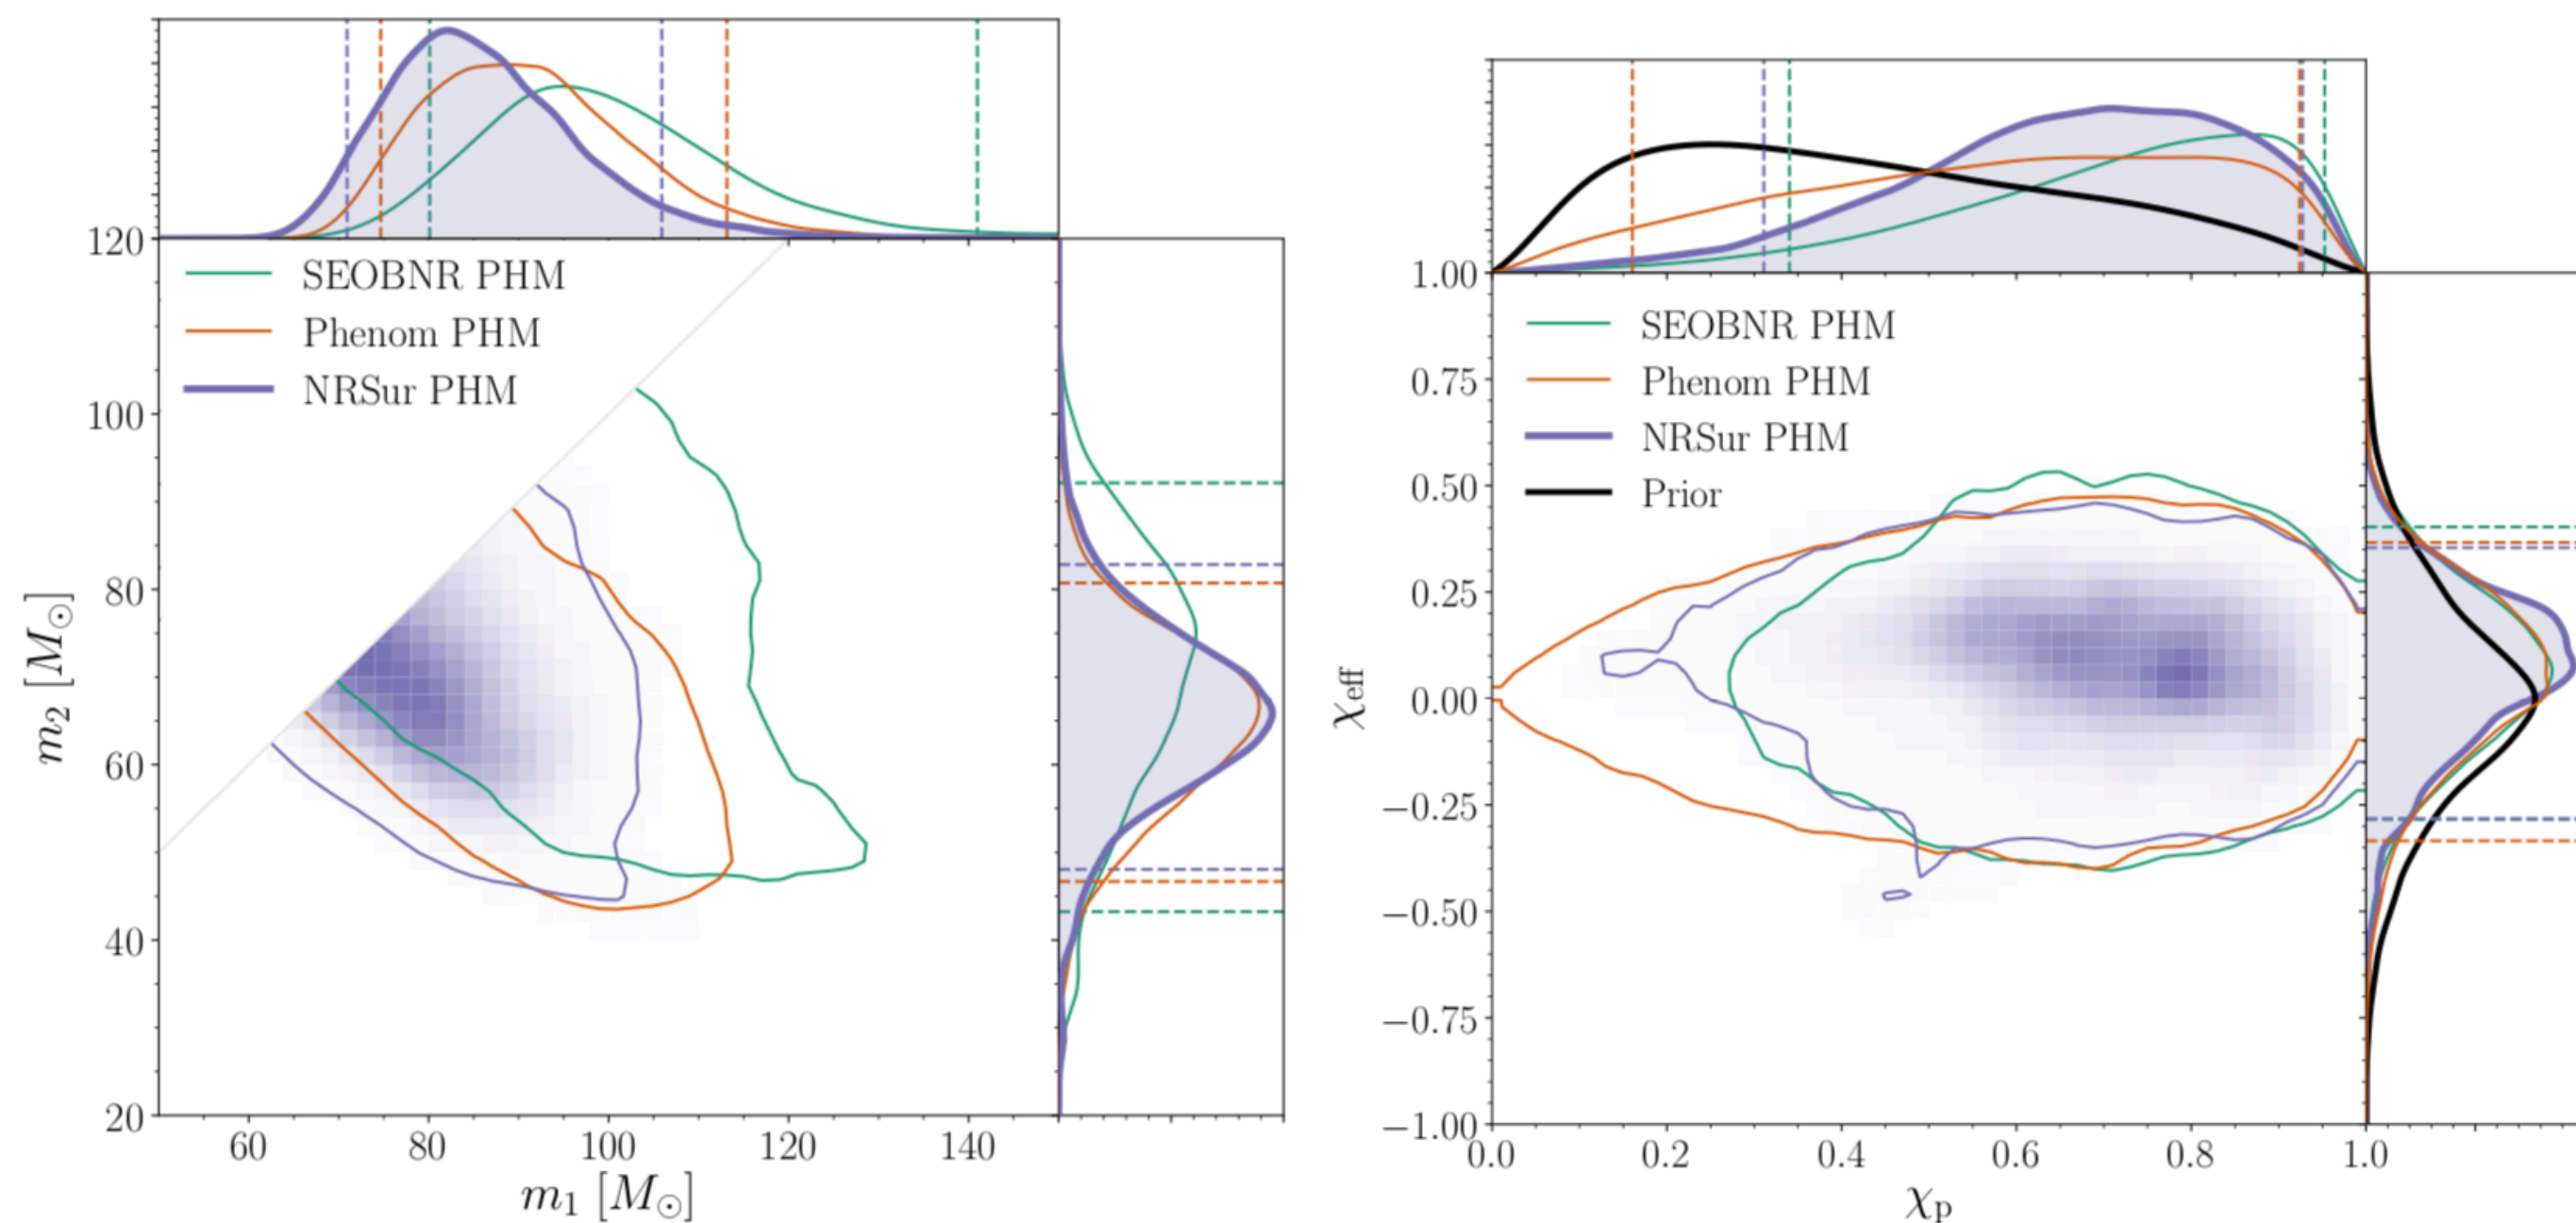 120
100
80
60
40
20
m₂ [M☉]
SEOBNR PHM
Phenom PHM
NRSur PHM
60 80 100 120 140
m₁ [M☉]
1.00
0.75
0.50
0.25
0.00
−0.25
−0.50
−0.75
−1.00
χeff
SEOBNR PHM
Phenom PHM
NRSur PHM
Prior
0.0 0.2 0.4 0.6 0.8 1.0
χp